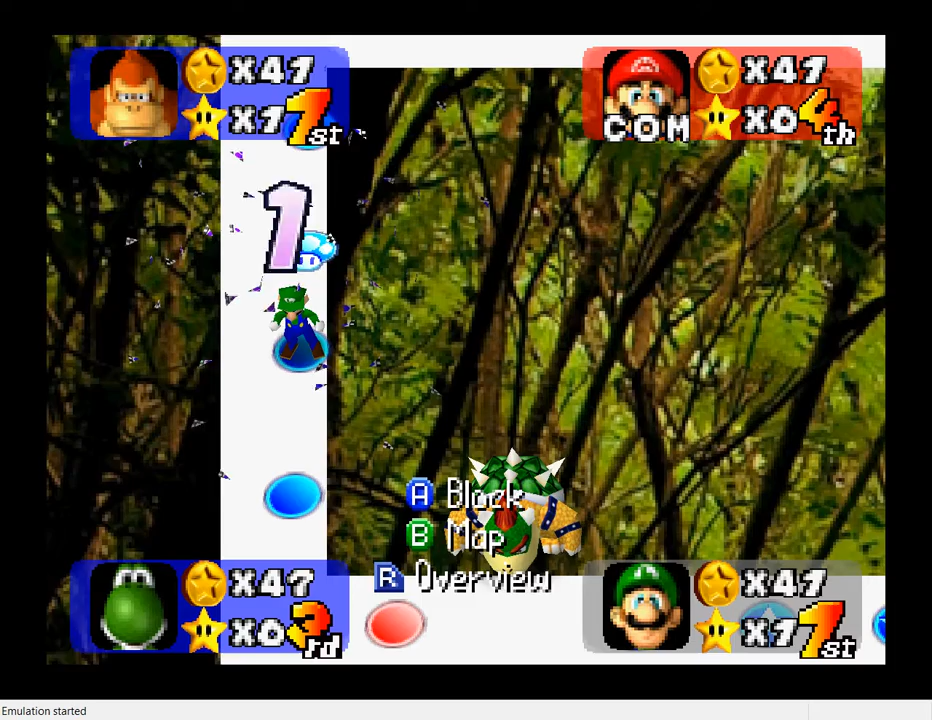 x47
x1 1st
COM
x47
x0 4th
1
A Block
B Map
R Overview
x47
x0 3rd
x47
x1 1st
Emulation started